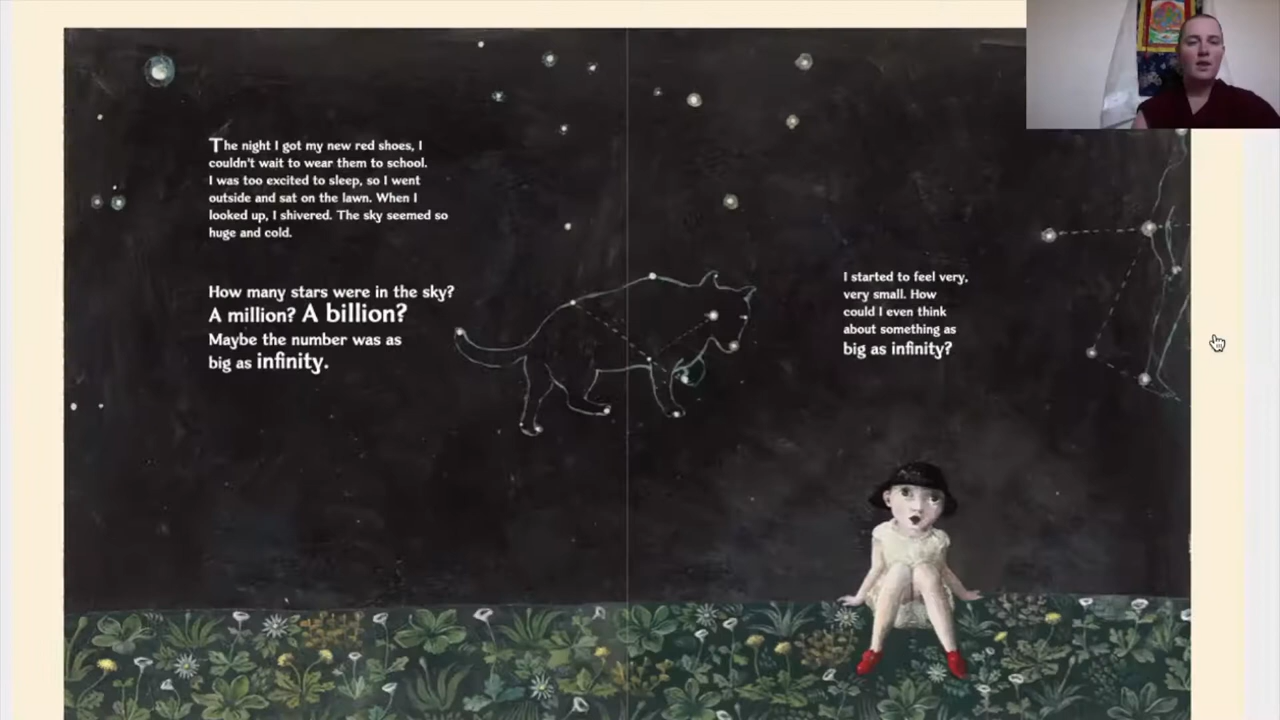 The night I got my new red shoes, I
couldn't wait to wear them to school.
I was too excited to sleep, so I went
outside and sat on the lawn. When I
looked up, I shivered. The sky seemed so
huge and cold.
How many stars were in the sky?
A million? A billion?
Maybe the number was as
big as infinity.
I started to feel very,
very small. How
could I even think
about something as
big as infinity?